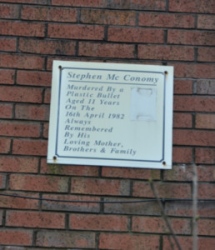 Stephen Mc Conomy
Murdered By a
Plastic Bullet
Aged 11 Years
On The
16th April 1982
Always
Remembered
By His
Loving Mother,
Brothers & Family